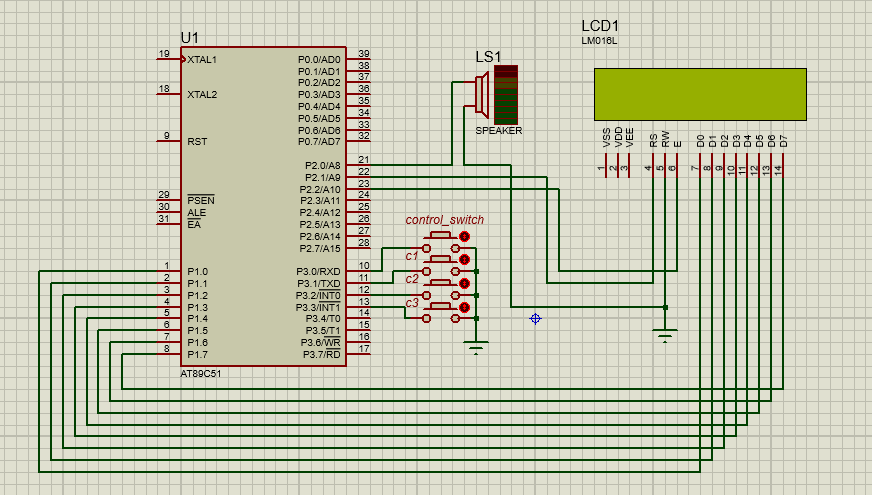 U1
19 XTAL1
18 XTAL2
9 RST
29 PSEN
30 ALE
31 EA
1 P1.0
2 P1.1
3 P1.2
4 P1.3
5 P1.4
6 P1.5
7 P1.6
8 P1.7
P0.0/AD0 39
P0.1/AD1 38
P0.2/AD2 37
P0.3/AD3 36
P0.4/AD4 35
P0.5/AD5 34
P0.6/AD6 33
P0.7/AD7 32
P2.0/A8 21
P2.1/A9 22
P2.2/A10 23
P2.3/A11 24
P2.4/A12 25
P2.5/A13 26
P2.6/A14 27
P2.7/A15 28
P3.0/RXD 10
P3.1/TXD 11
P3.2/INT0 12
P3.3/INT1 13
P3.4/T0 14
P3.5/T1 15
P3.6/WR 16
P3.7/RD 17
AT89C51
LS1
SPEAKER
control_switch
c1
c2
c3
LCD1
LM016L
VSS VDD VEE RS RW E D0 D1 D2 D3 D4 D5 D6 D7
1 2 3 4 5 6 7 8 9 10 11 12 13 14